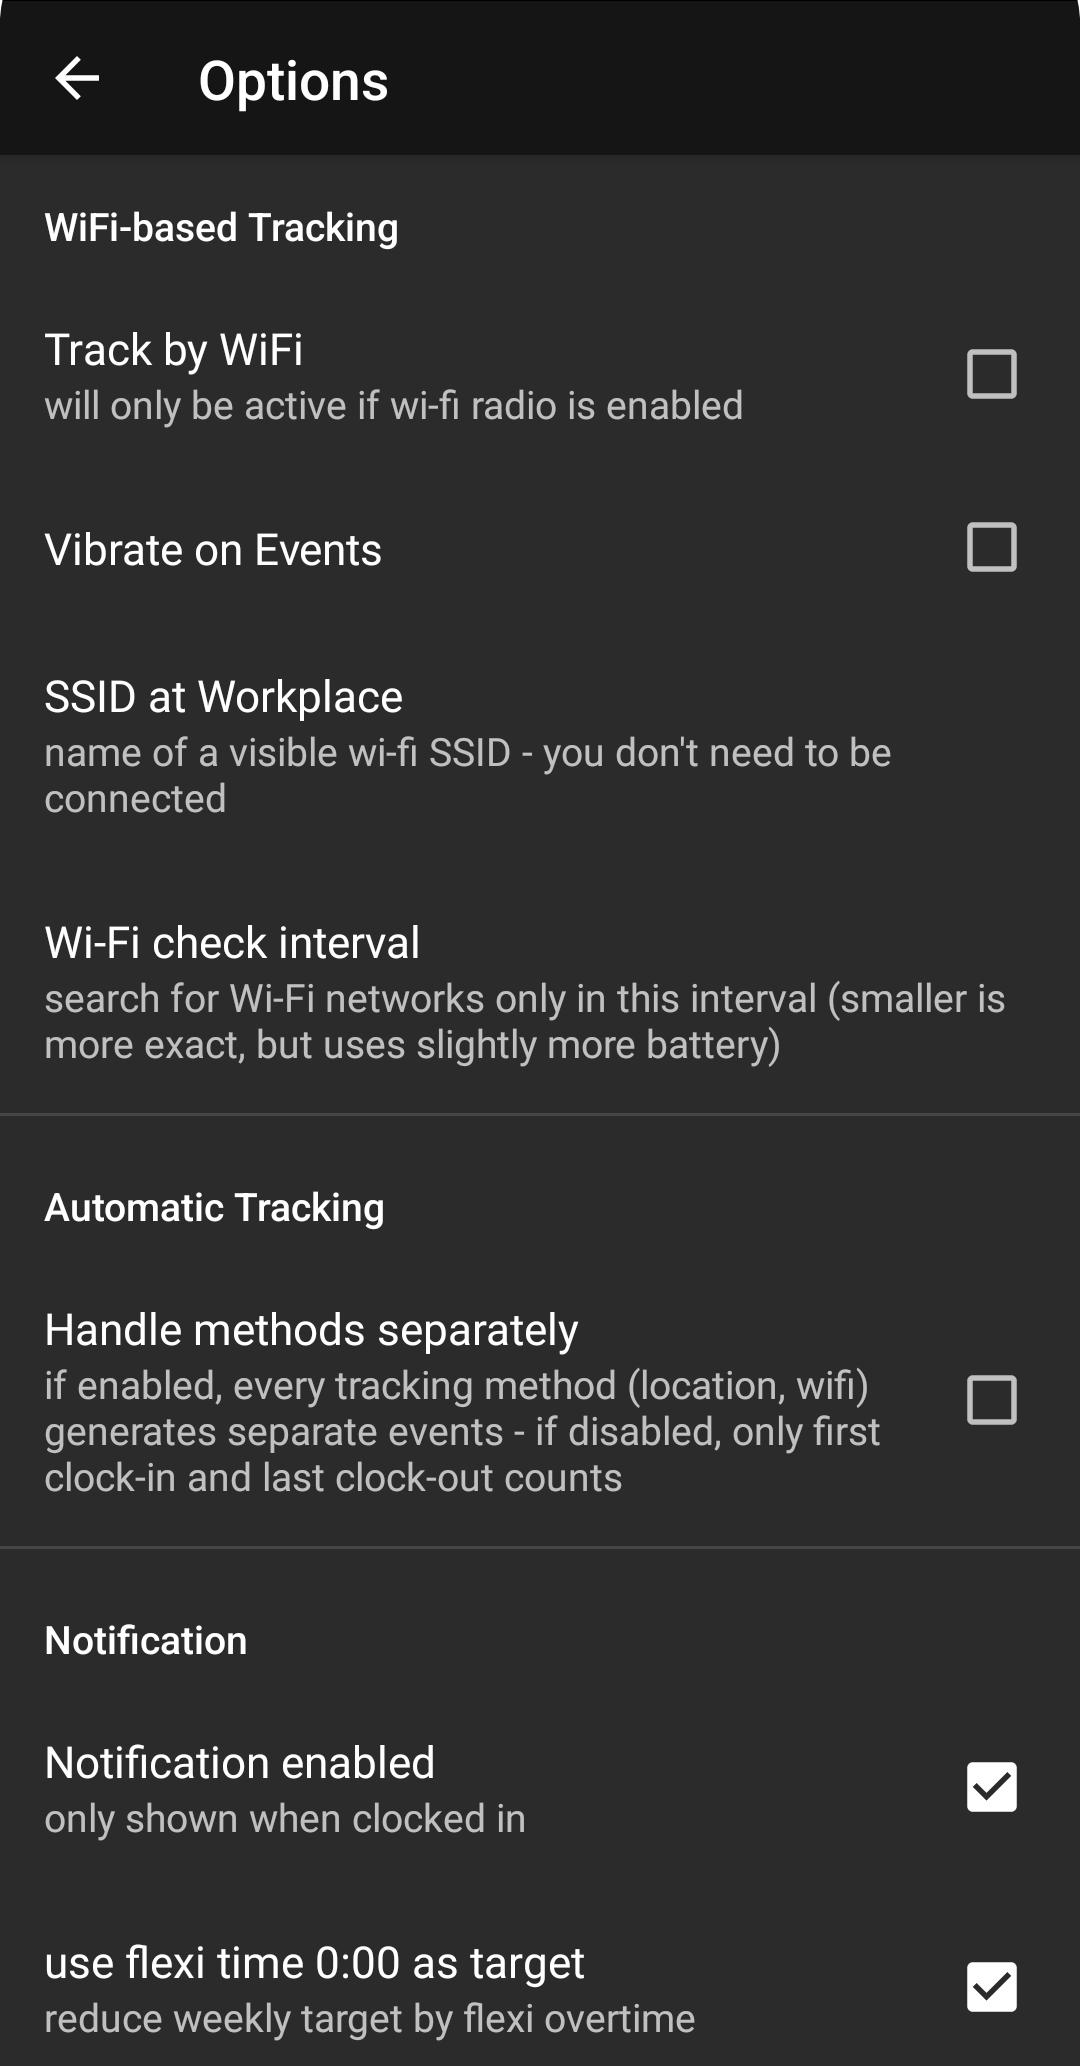 Options
WiFi-based Tracking
Track by WiFi
will only be active if wi-fi radio is enabled
Vibrate on Events
SSID at Workplace
name of a visible wi-fi SSID - you don't need to be
connected
Wi-Fi check interval
search for Wi-Fi networks only in this interval (smaller is
more exact, but uses slightly more battery)
Automatic Tracking
Handle methods separately
if enabled, every tracking method (location, wifi)
generates separate events - if disabled, only first
clock-in and last clock-out counts
Notification
Notification enabled
only shown when clocked in
use flexi time 0:00 as target
reduce weekly target by flexi overtime